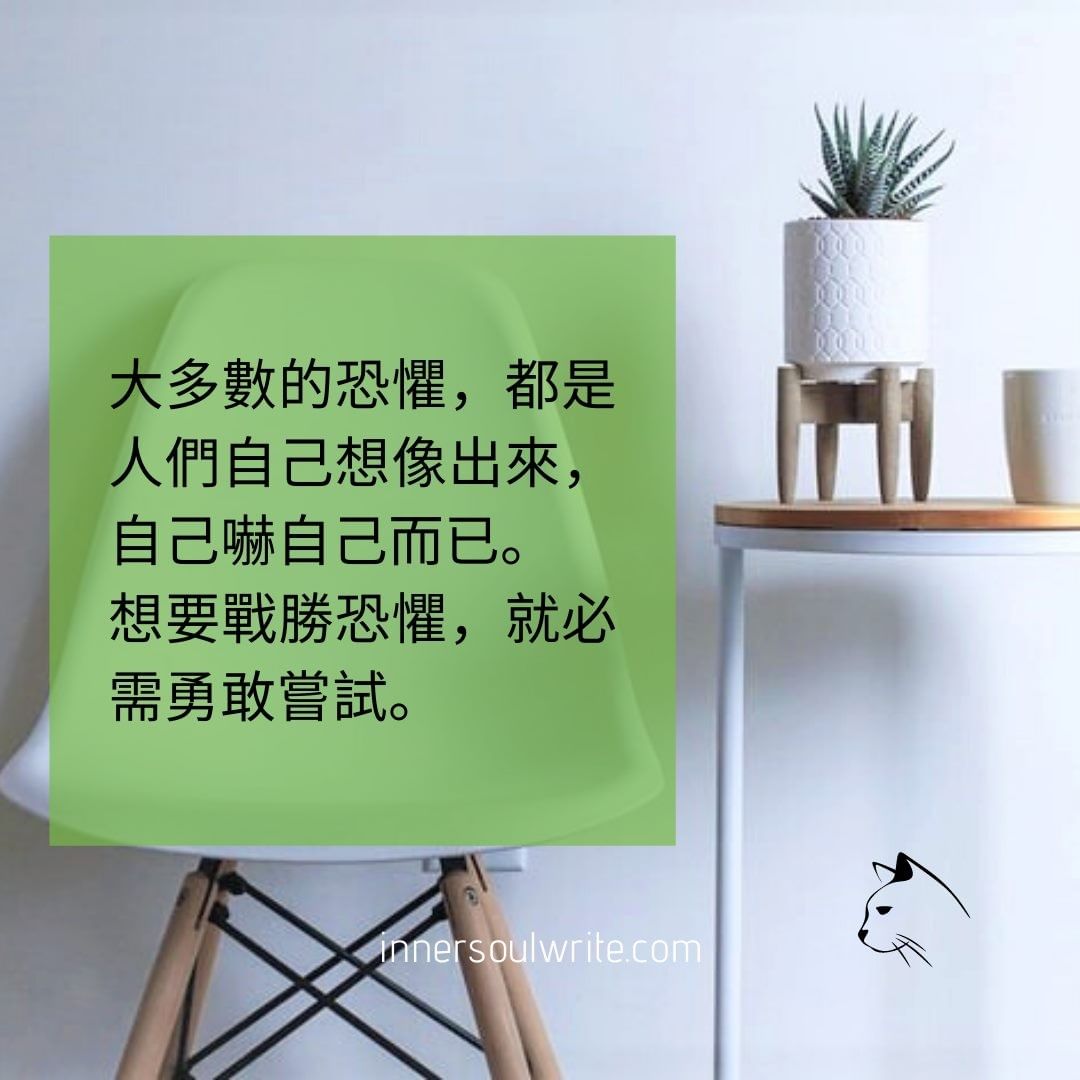 大多數的恐懼，都是
人們自己想像出來，
自己嚇自己而已。
想要戰勝恐懼，就必
需勇敢嘗試。
innersoulwrite.com